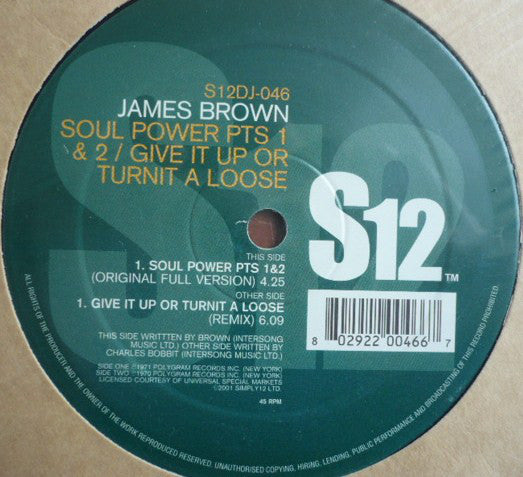 S12DJ-046
JAMES BROWN
SOUL POWER PTS 1
& 2 / GIVE IT UP OR
TURNIT A LOOSE
S12™
THIS SIDE
1. SOUL POWER PTS 1&2
(ORIGINAL FULL VERSION) 4.25
OTHER SIDE
1. GIVE IT UP OR TURNIT A LOOSE
(REMIX) 6.09
8 02922 00466 7
THIS SIDE WRITTTEN BY BROWN (INTERSONG
MUSIC LTD.) OTHER SIDE WRITTEN BY
CHARLES BOBBIT (INTERSONG MUSIC LTD.)
SIDE ONE ℗1971 POLYGRAM RECORDS INC. (NEW YORK)
SIDE TWO ℗1970 POLYGRAM RECORDS INC. (NEW YORK)
LICENSED COURTESY OF UNIVERSAL SPECIAL MARKETS
©2001 SIMPLY12 LTD.
45 RPM
ALL RIGHTS OF THE PRODUCER AND THE OWNER OF THE WORK REPRODUCED RESERVED. UNAUTHORISED COPYING, HIRING, LENDING, PUBLIC PERFORMANCE AND BROADCASTING OF THIS RECORD PROHIBITED.
S12